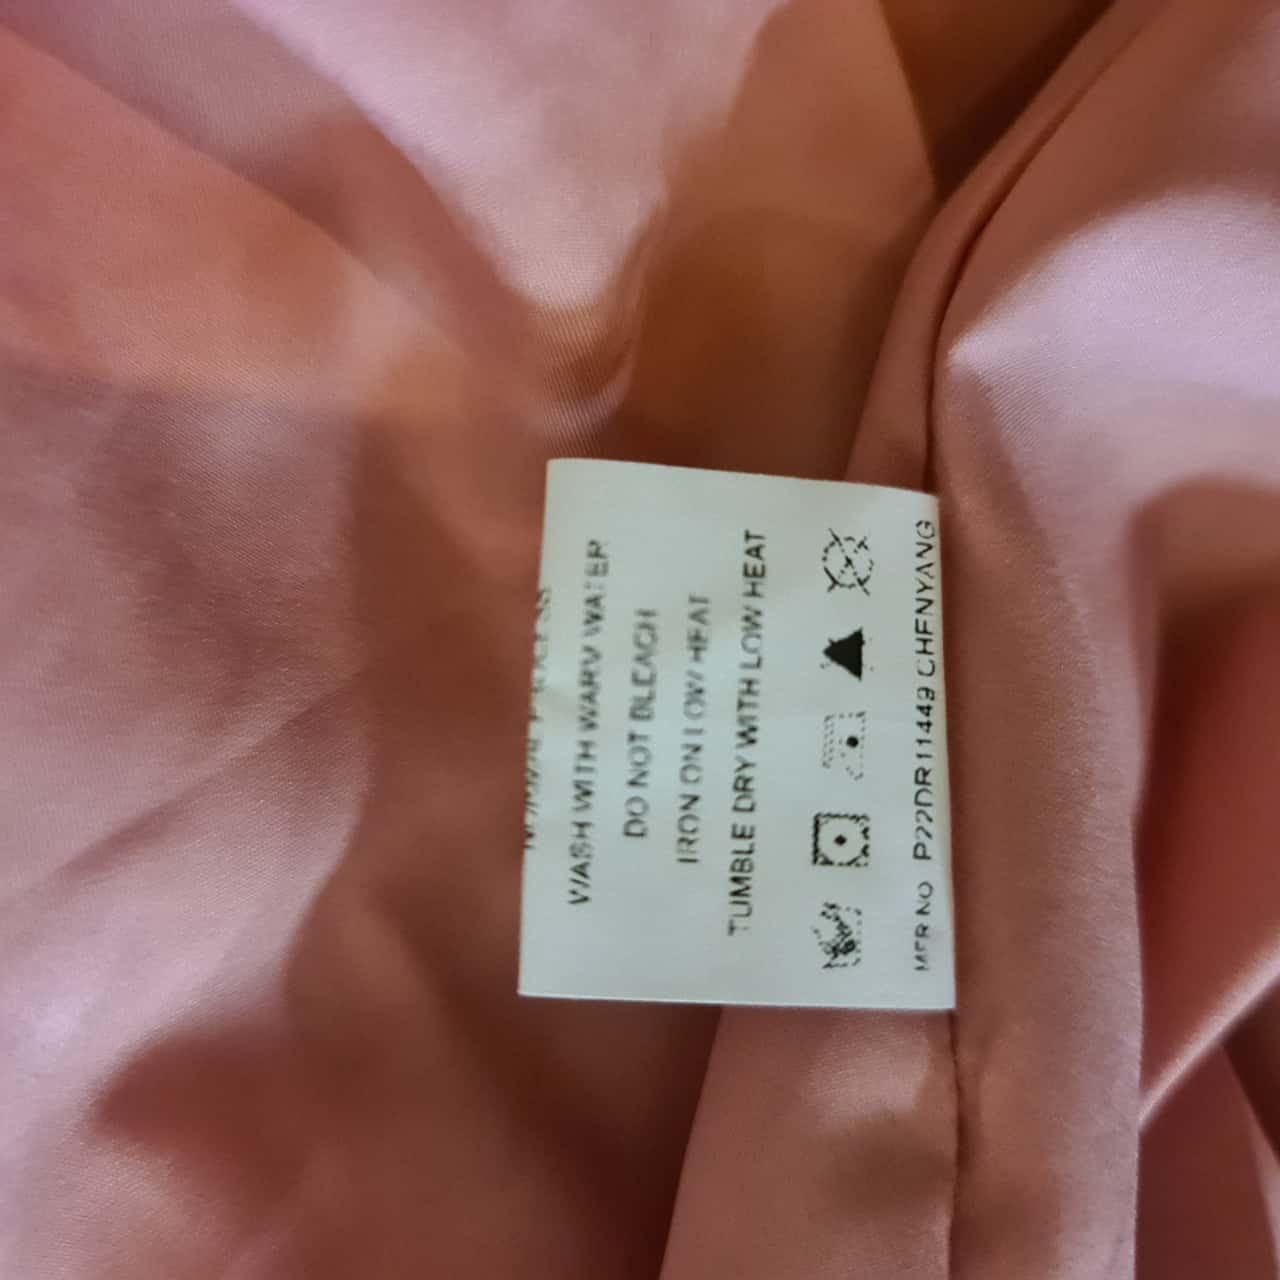 WASH WITH WARM WATER
DO NOT BLEACH
IRON ON LOW HEAT
TUMBLE DRY WITH LOW HEAT
MFR NO P22DR11449 CHENYANG